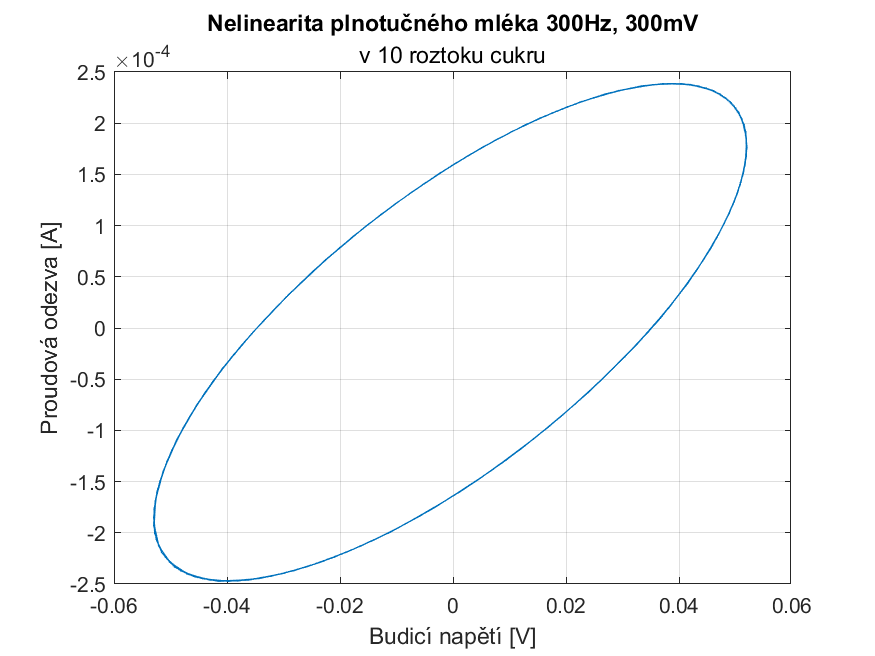 Nelinearita plnotučného mléka 300Hz, 300mV
v 10 roztoku cukru
×10-4
2.5
2
1.5
1
0.5
0
-0.5
-1
-1.5
-2
-2.5
Proudová odezva [A]
-0.06 -0.04 -0.02 0 0.02 0.04 0.06
Budicí napětí [V]